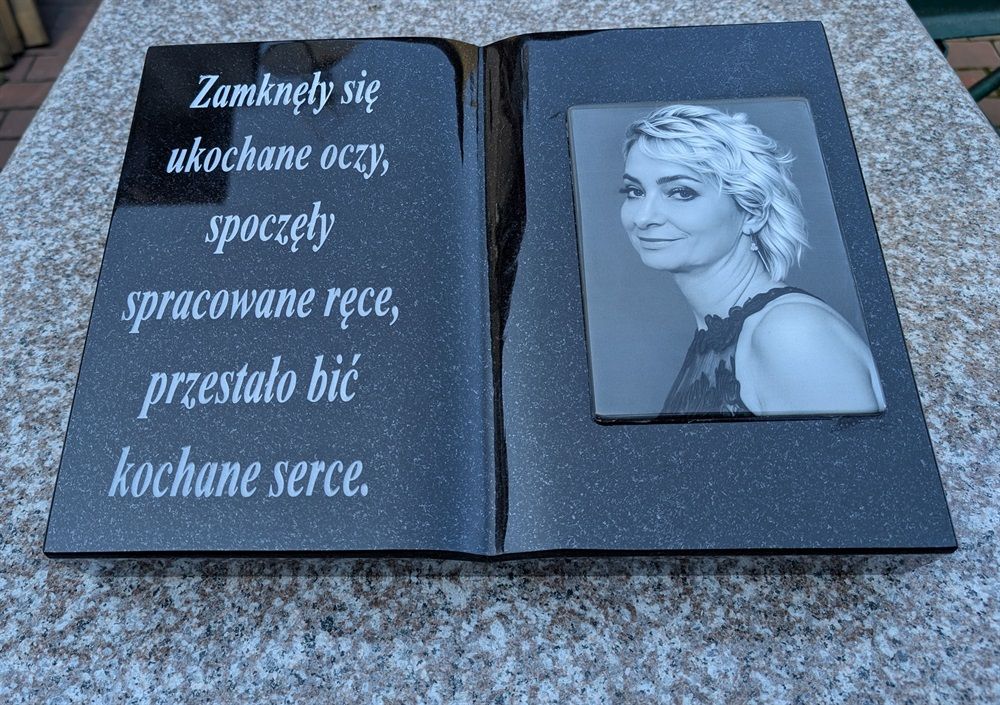 Zamknęły się
ukochane oczy,
spoczęły
spracowane ręce,
przestało bić
kochane serce.